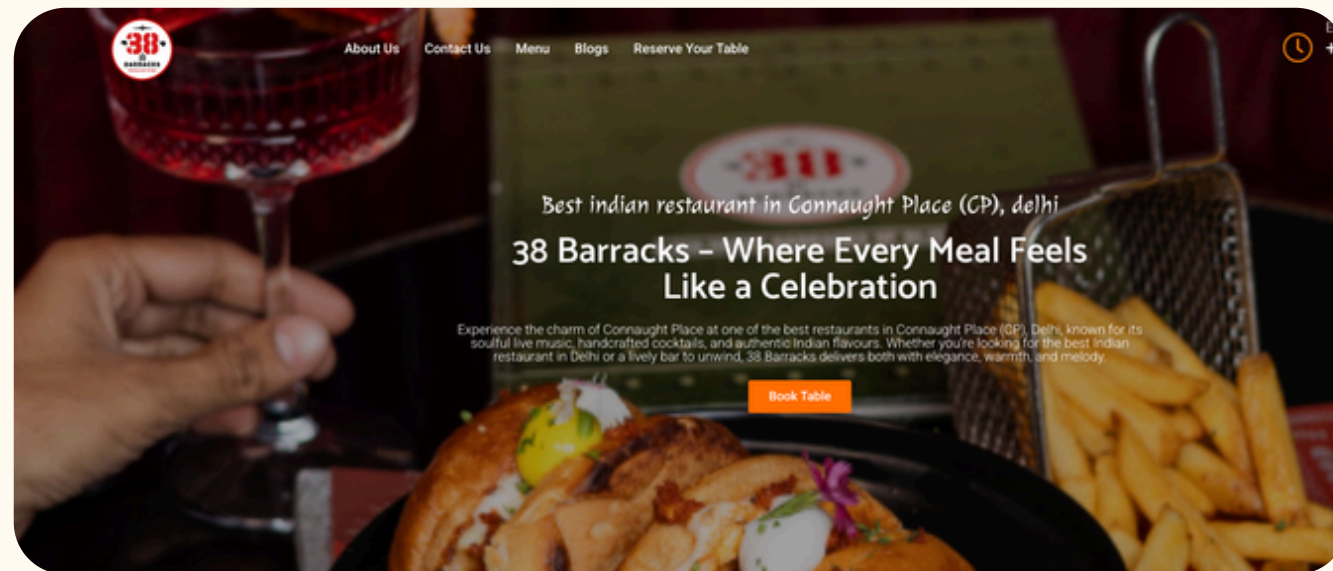 38
BARRACKS
About Us
Contact Us
Menu
Blogs
Reserve Your Table
38
Best indian restaurant in Connaught Place (CP), delhi
38 Barracks – Where Every Meal Feels
Like a Celebration
Experience the charm of Connaught Place at one of the best restaurants in Connaught Place (CP), Delhi, known for its
soulful live music, handcrafted cocktails, and authentic Indian flavours. Whether you're looking for the best Indian
restaurant in Delhi or a lively bar to unwind, 38 Barracks delivers both with elegance, warmth, and melody.
Book Table